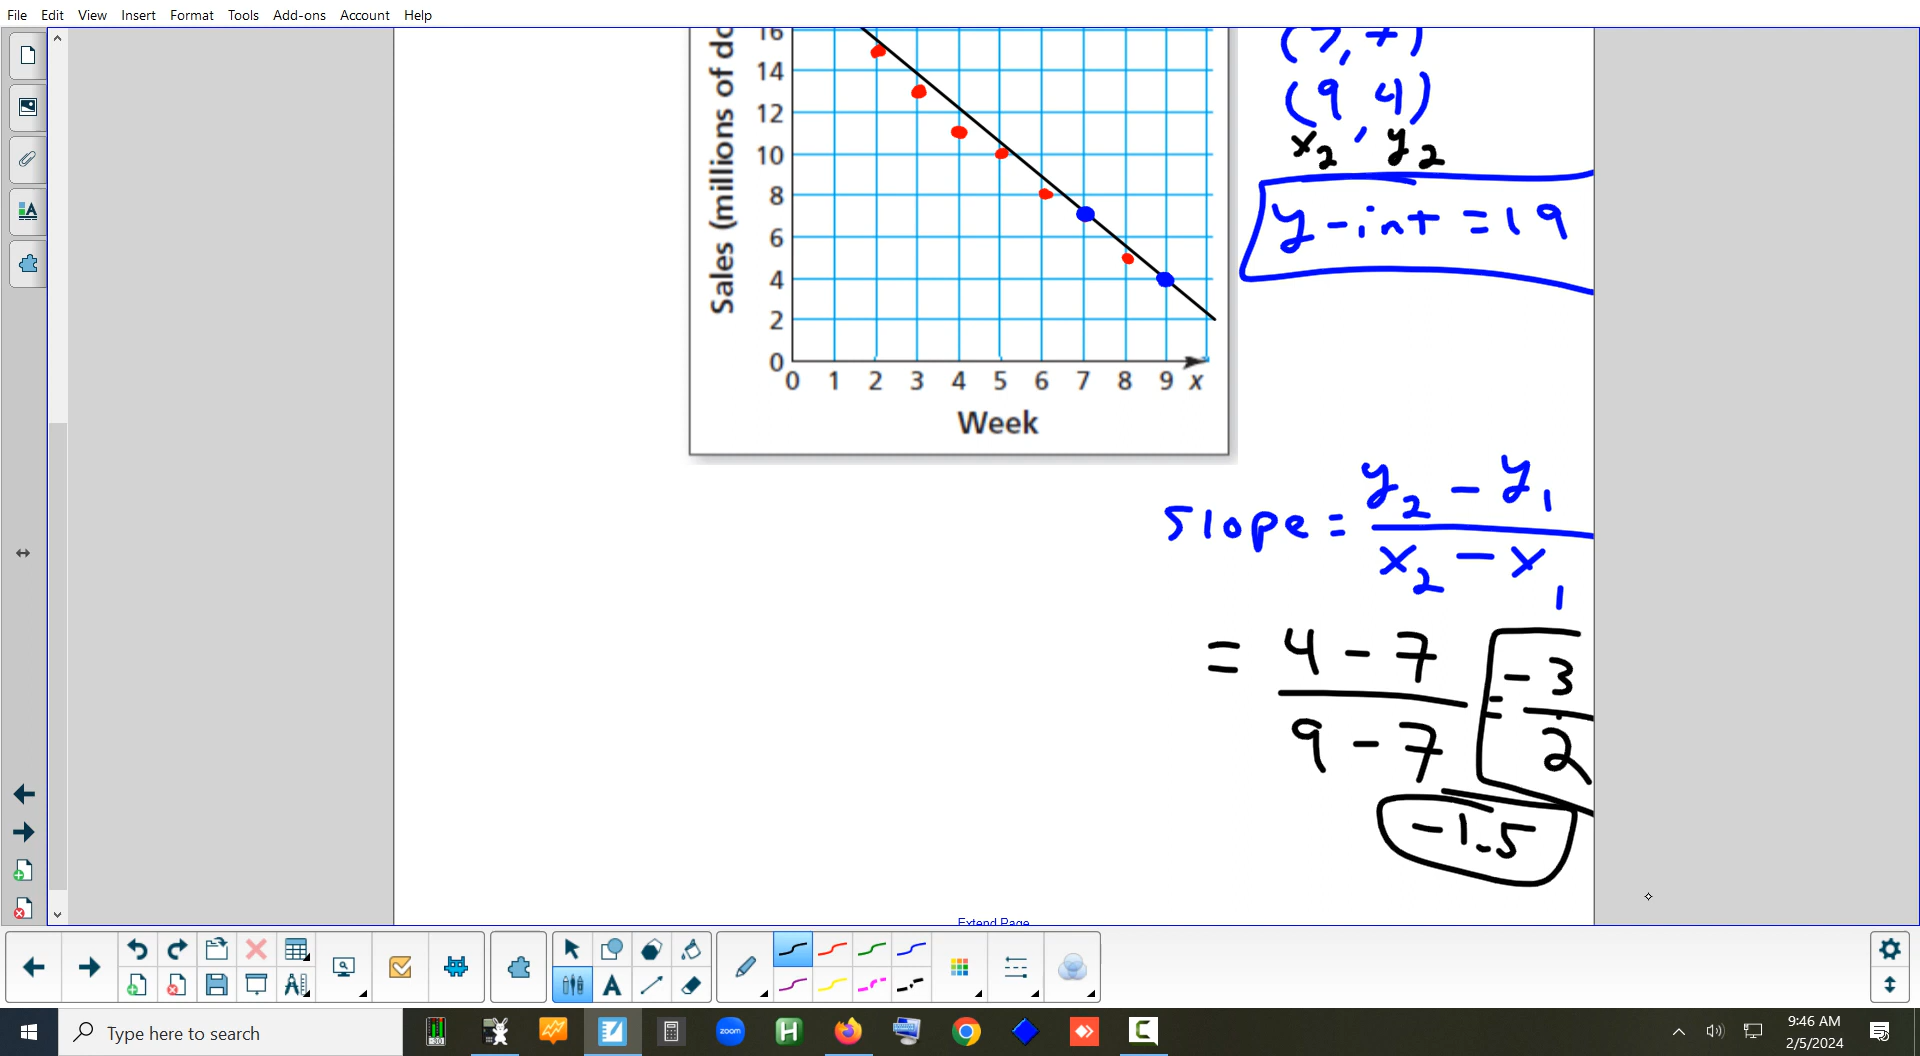 File Edit View Insert Format Tools Add-ons Account Help
16
14
12
10
8
6
4
2
0
Sales (millions of do
0 1 2 3 4 5 6 7 8 9 x
Week
(7, 7)
(9, 4)
x2 y2
y-int = 19
slope = y2 - y1
x2 - x1
= 4 - 7
9 - 7
= -3
2
-1.5
Extend Page
A
Type here to search
zoom
H
C
9:46 AM
2/5/2024